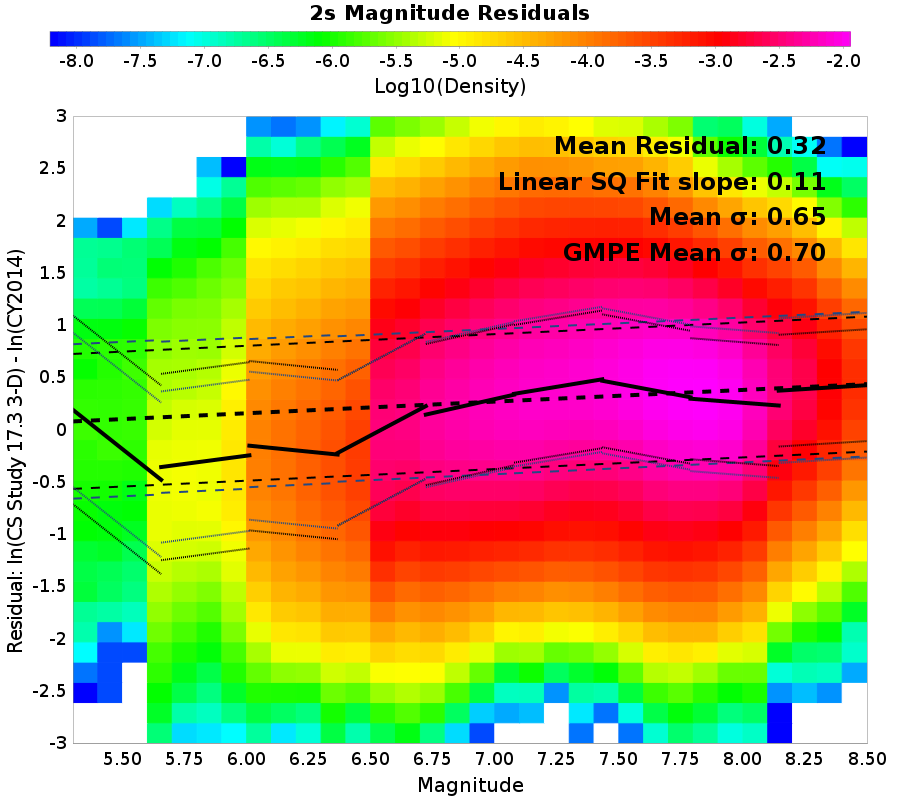 2s Magnitude Residuals
-8.0 -7.5 -7.0 -6.5 -6.0 -5.5 -5.0 -4.5 -4.0 -3.5 -3.0 -2.5 -2.0
Log10(Density)
Mean Residual: 0.32
Linear SQ Fit slope: 0.11
Mean σ: 0.65
GMPE Mean σ: 0.70
Residual: ln(CS Study 17.3 3-D) - ln(CY2014)
3
2.5
2
1.5
1
0.5
0
-0.5
-1
-1.5
-2
-2.5
-3
5.50 5.75 6.00 6.25 6.50 6.75 7.00 7.25 7.50 7.75 8.00 8.25 8.50
Magnitude